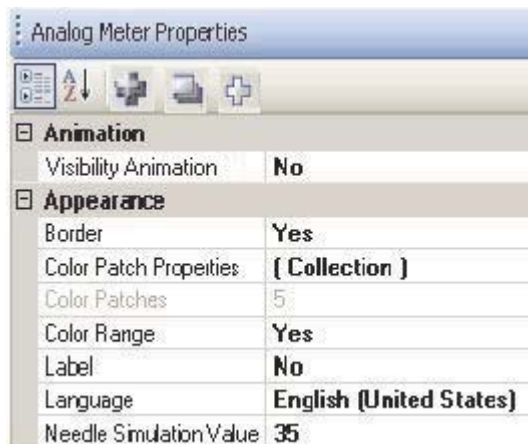 Analog Meter Properties
Animation
Visibility Animation No
Appearance
Border Yes
Color Patch Properties ( Collection )
Color Patches 5
Color Range Yes
Label No
Language English (United States)
Needle Simulation Value 35